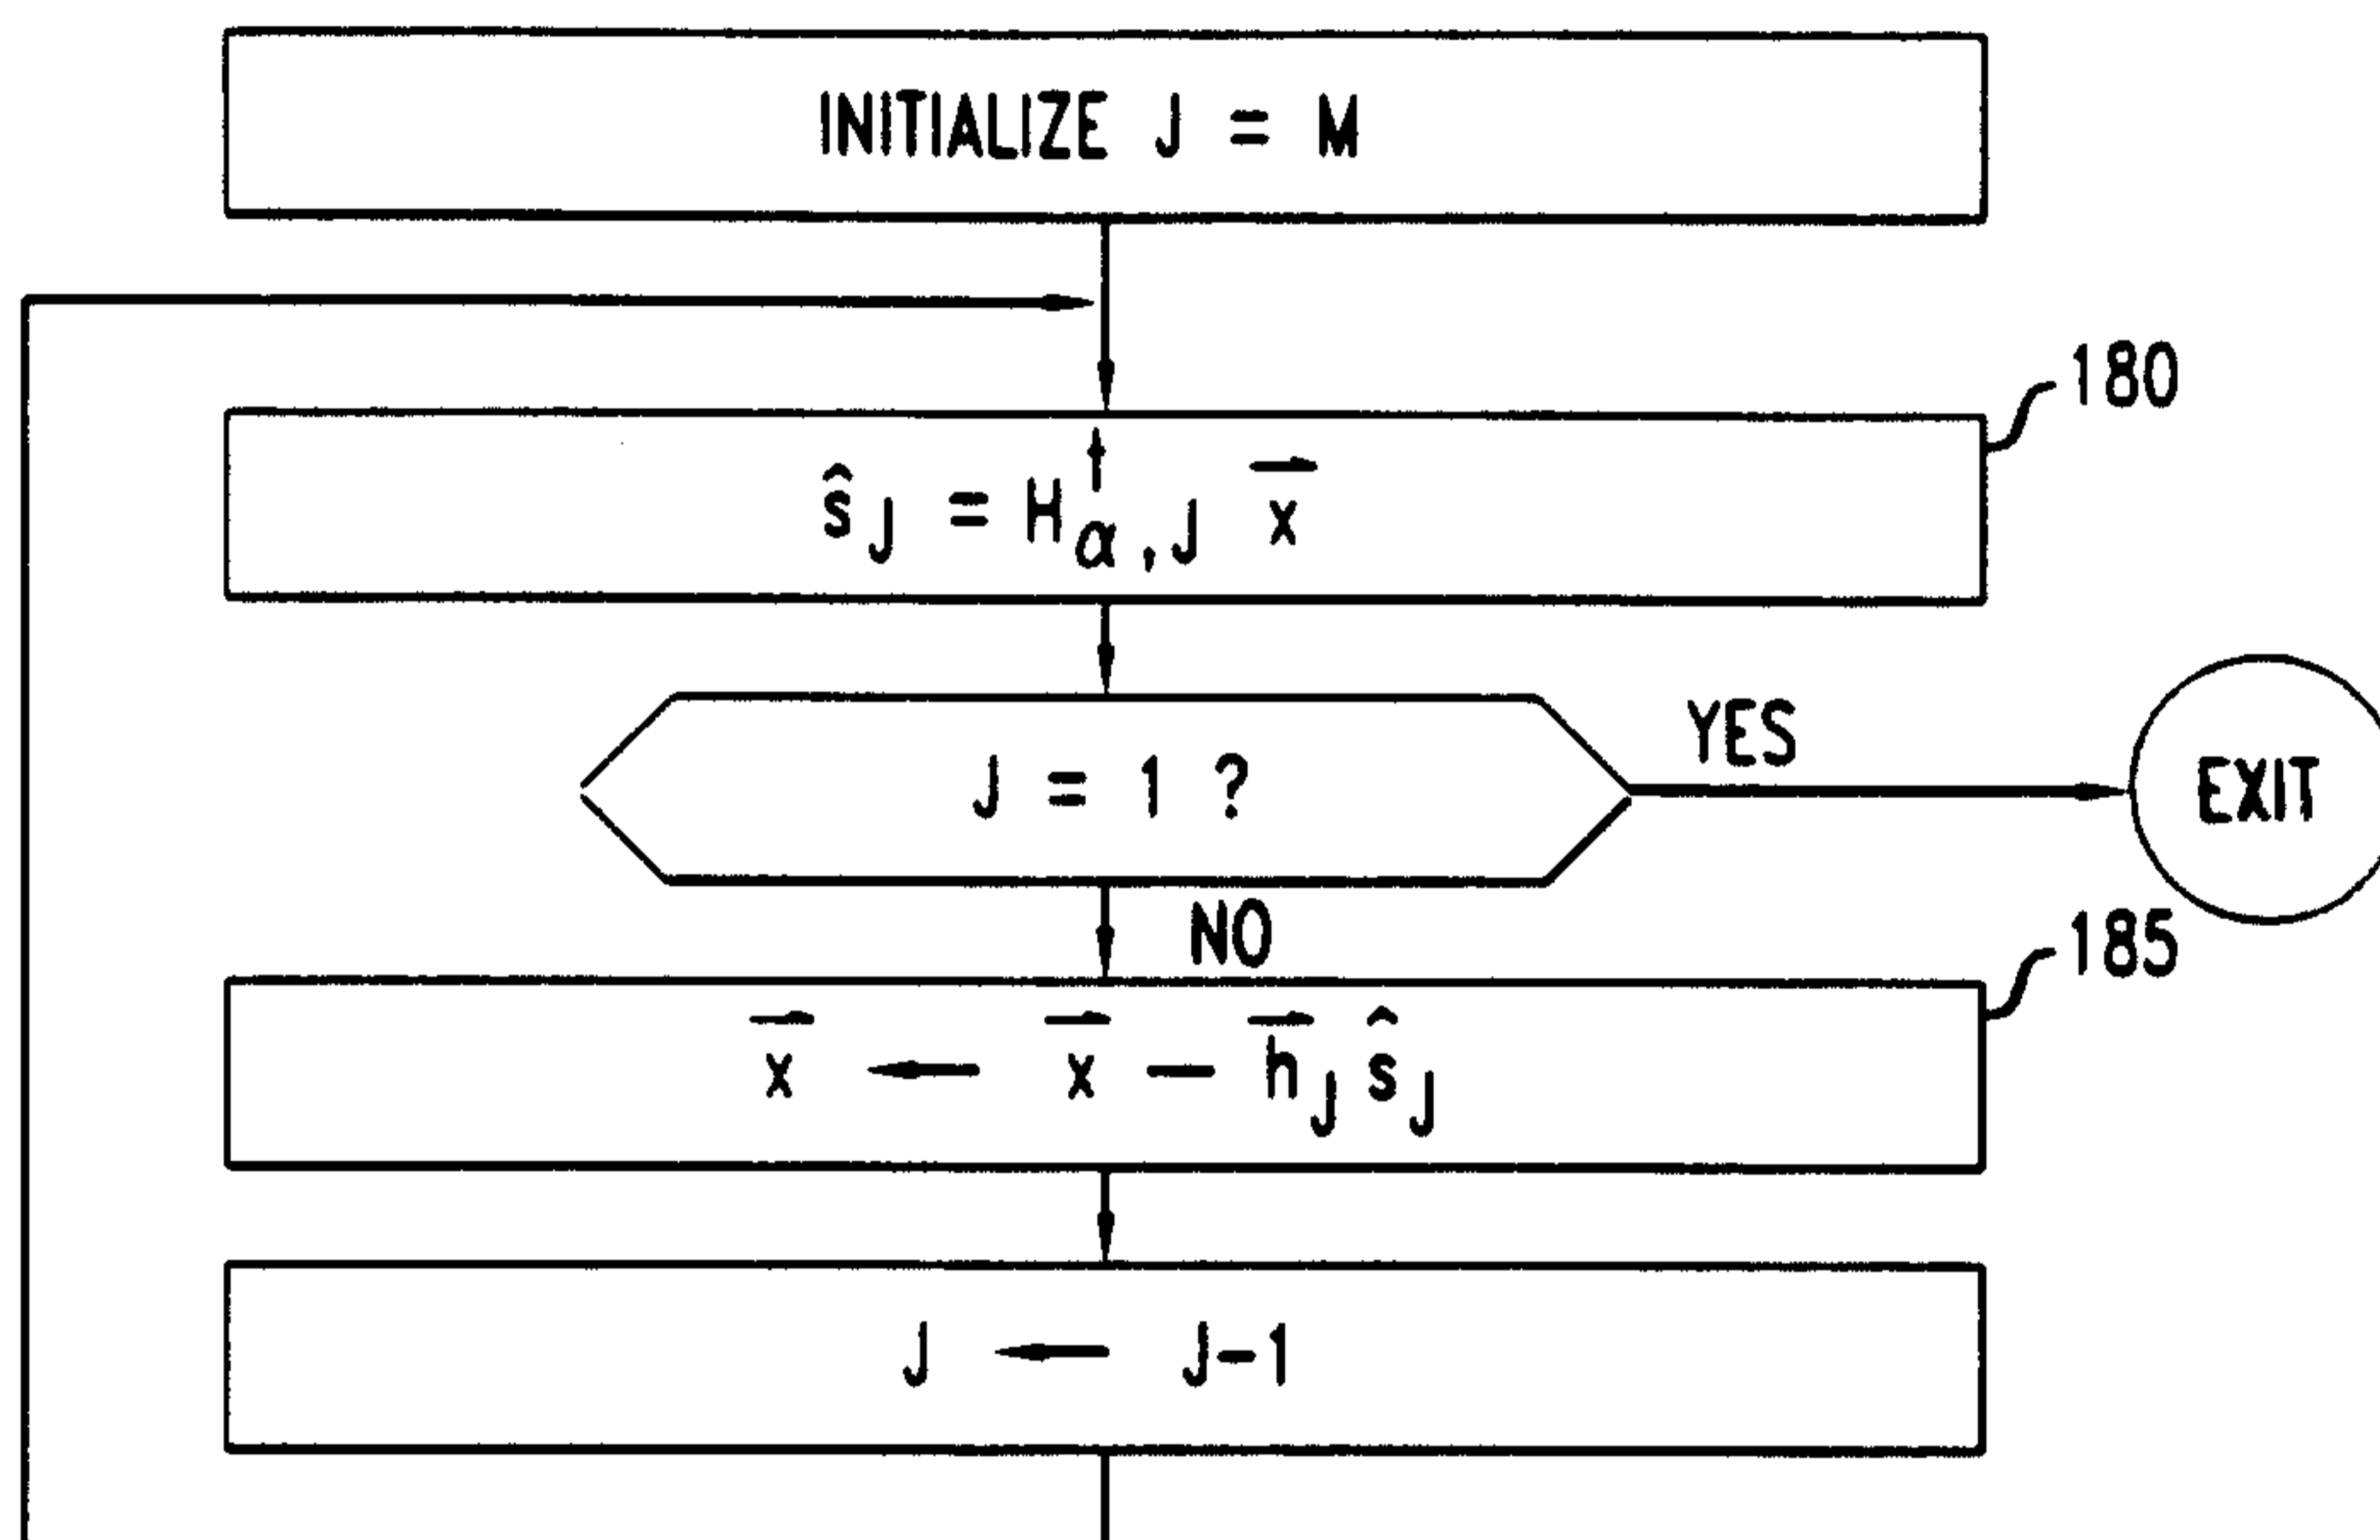 INITIALIZE J = M
180
ŝ_J = H†_α,J x⃗
J = 1 ?
YES
EXIT
NO
185
x⃗ ← x⃗ − h⃗_J ŝ_J
J ← J-1